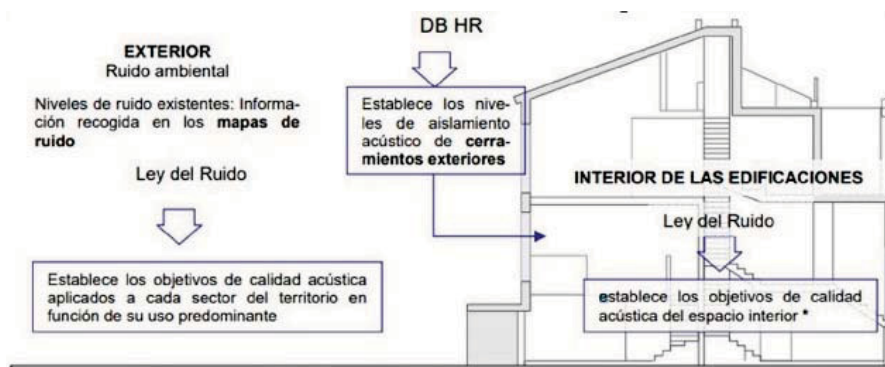 DB HR
EXTERIOR
Ruido ambiental
Niveles de ruido existentes: Informa-
ción recogida en los mapas de
ruido
Ley del Ruido
Establece los objetivos de calidad acústica
aplicados a cada sector del territorio en
función de su uso predominante
Establece los nive-
les de aislamiento
acústico de cerra-
mientos exteriores
INTERIOR DE LAS EDIFICACIONES
Ley del Ruido
establece los objetivos de calidad
acústica del espacio interior *